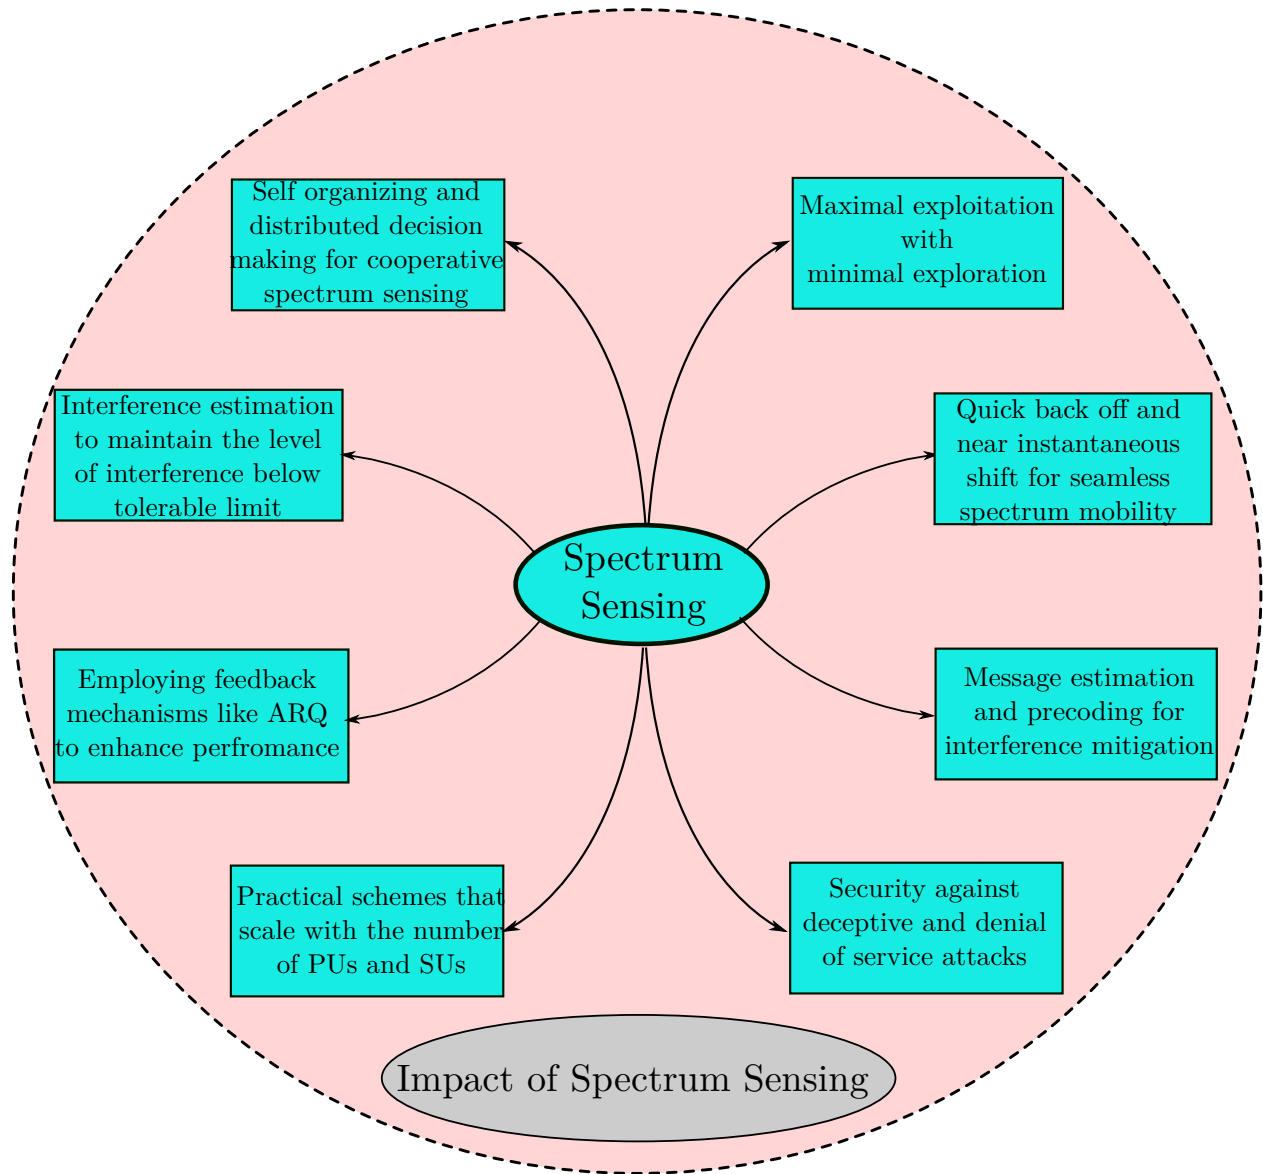 Self organizing and
distributed decision
making for cooperative
spectrum sensing
Maximal exploitation
with
minimal exploration
Interference estimation
to maintain the level
of interference below
tolerable limit
Quick back off and
near instantaneous
shift for seamless
spectrum mobility
Spectrum
Sensing
Employing feedback
mechanisms like ARQ
to enhance perfromance
Message estimation
and precoding for
interference mitigation
Practical schemes that
scale with the number
of PUs and SUs
Security against
deceptive and denial
of service attacks
Impact of Spectrum Sensing